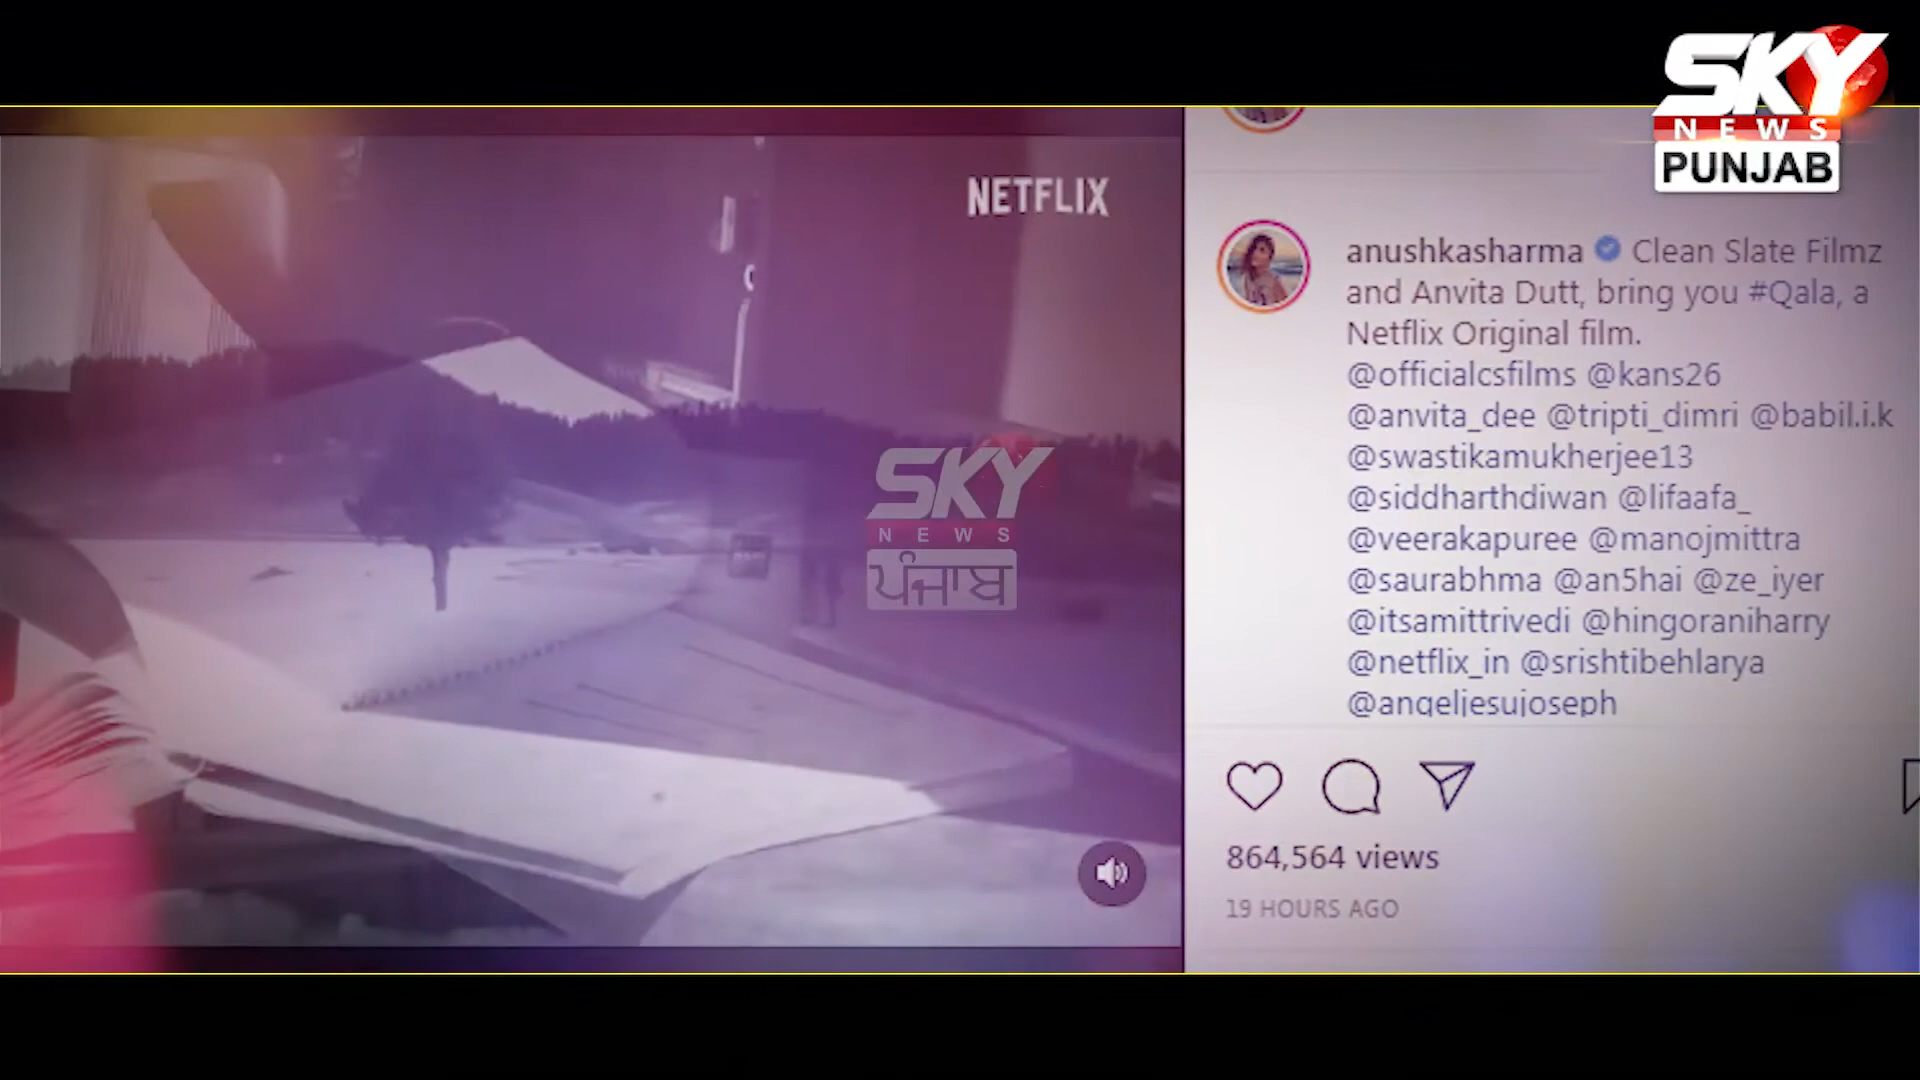 SKY
NEWS
PUNJAB
NETFLIX
anushkasharma Clean Slate Filmz
and Anvita Dutt, bring you #Qala, a
Netflix Original film.
@officialcsfilms @kans26
@anvita_dee @tripti_dimri @babil.i.k
@swastikamukherjee13
@siddharthdiwan @lifaafa_
@veerakapuree @manojmittra
@saurabhma @an5hai @ze_iyer
@itsamittrivedi @hingoraniharry
@netflix_in @srishtibehlarya
@angeljesujoseph
864,564 views
19 HOURS AGO
SKY
NEWS
ਪੰਜਾਬ